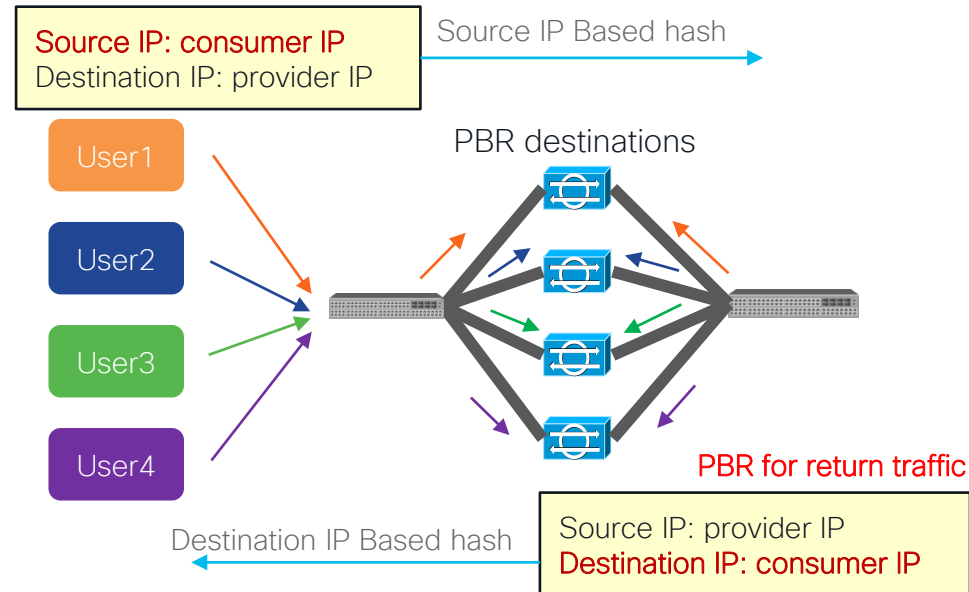 Source IP: consumer IP
Destination IP: provider IP
Source IP Based hash
User1
User2
User3
User4
PBR destinations
PBR for return traffic
Destination IP Based hash
Source IP: provider IP
Destination IP: consumer IP